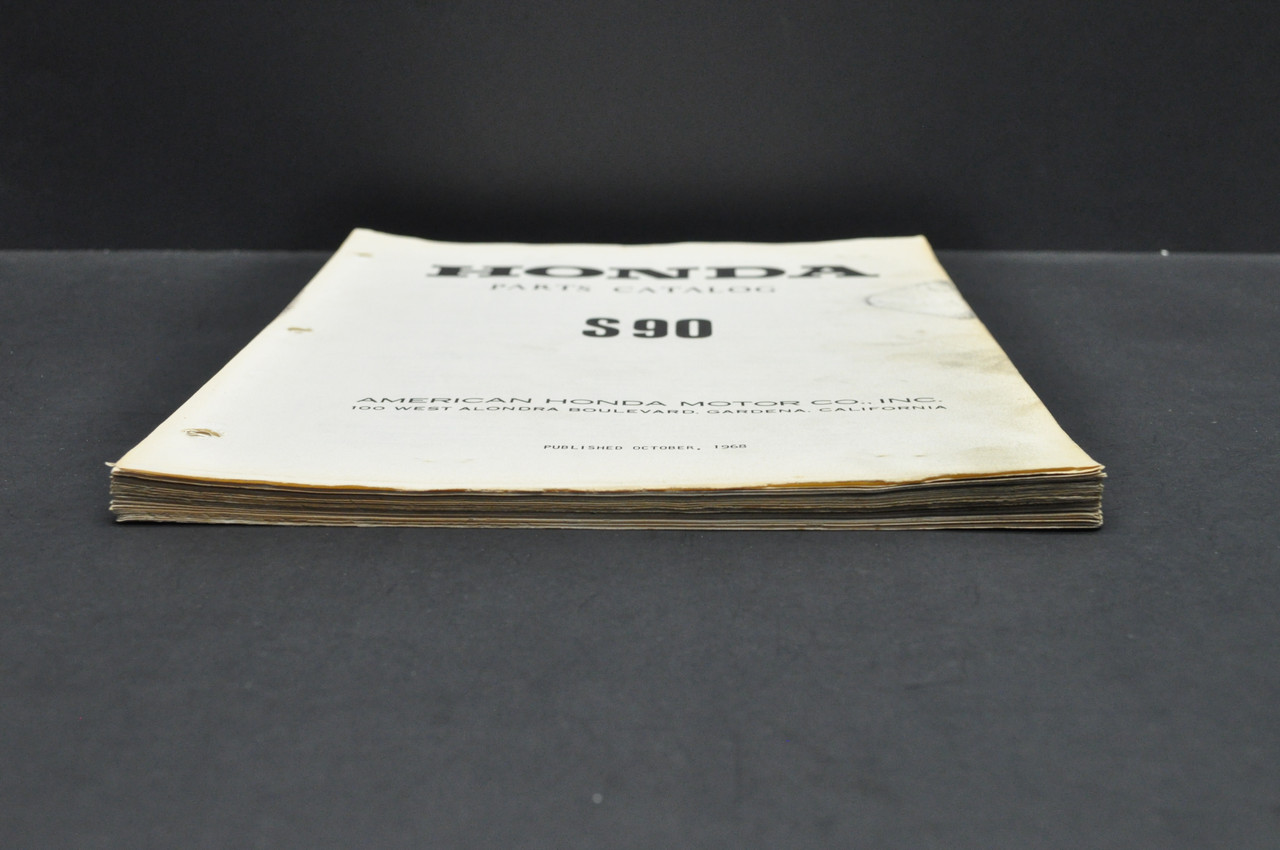 HONDA
PARTS CATALOG
S90
AMERICAN HONDA MOTOR CO., INC.
100 WEST ALONDRA BOULEVARD, GARDENA, CALIFORNIA
PUBLISHED OCTOBER, 1968